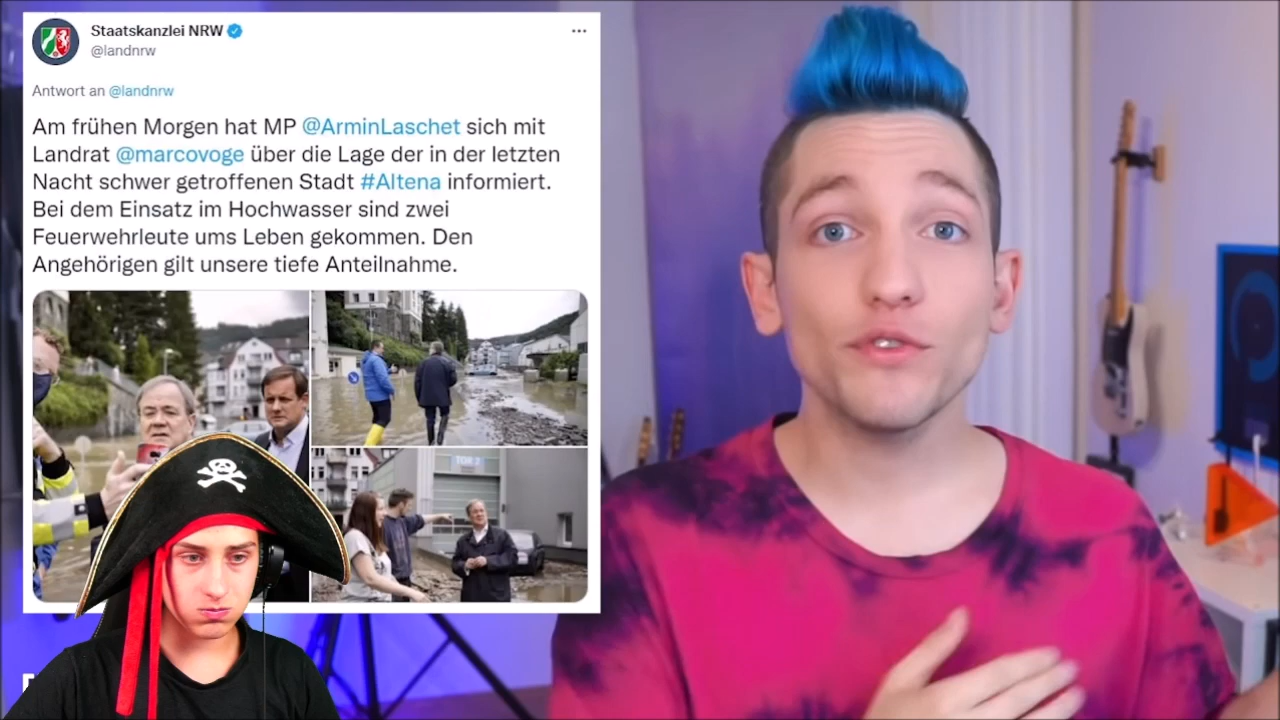 Staatskanzlei NRW
@landnrw
Antwort an @landnrw
Am frühen Morgen hat MP @ArminLaschet sich mit
Landrat @marcovoge über die Lage der in der letzten
Nacht schwer getroffenen Stadt #Altena informiert.
Bei dem Einsatz im Hochwasser sind zwei
Feuerwehrleute ums Leben gekommen. Den
Angehörigen gilt unsere tiefe Anteilnahme.
TOR 2